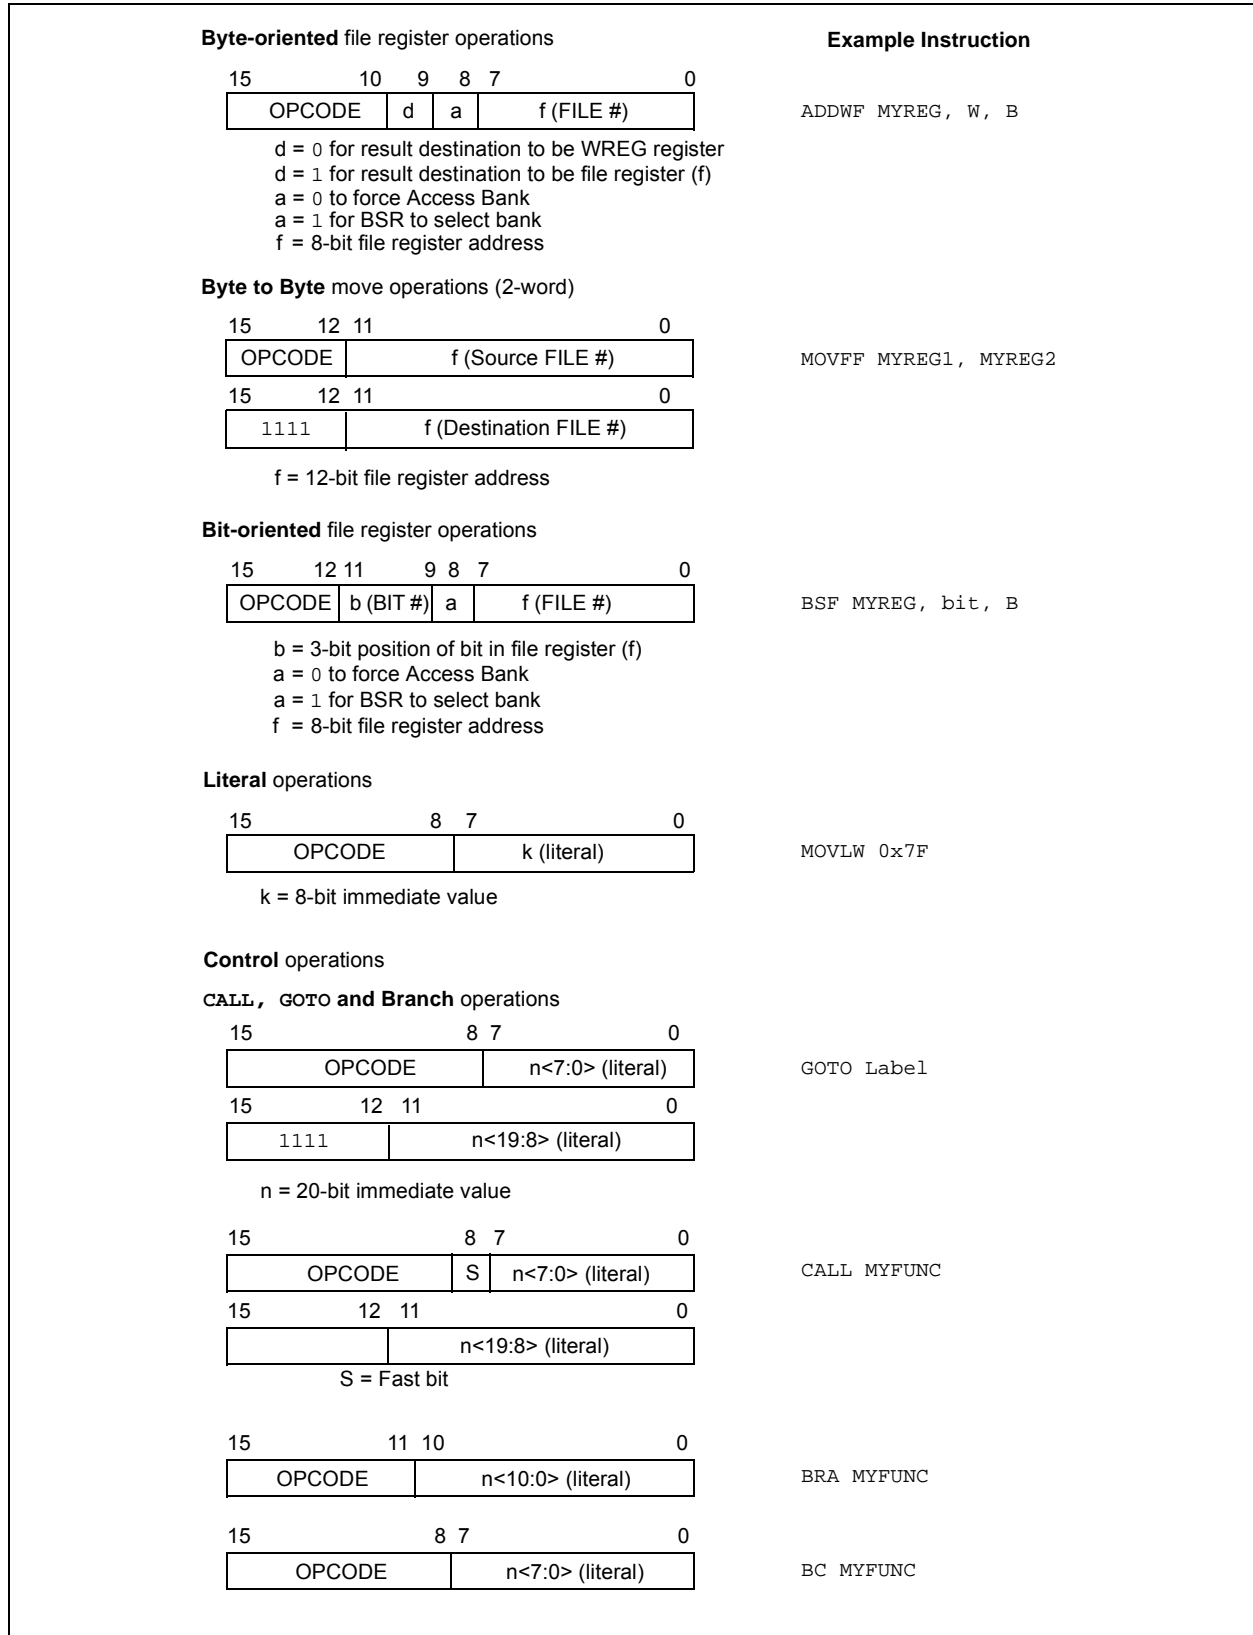 Byte-oriented file register operations Example Instruction
15 10 9 8 7 0
OPCODE d a f (FILE #) ADDWF MYREG, W, B
d = 0 for result destination to be WREG register
d = 1 for result destination to be file register (f)
a = 0 to force Access Bank
a = 1 for BSR to select bank
f = 8-bit file register address
Byte to Byte move operations (2-word)
15 12 11 0
OPCODE f (Source FILE #) MOVFF MYREG1, MYREG2
15 12 11 0
1111 f (Destination FILE #)
f = 12-bit file register address
Bit-oriented file register operations
15 12 11 9 8 7 0
OPCODE b (BIT #) a f (FILE #) BSF MYREG, bit, B
b = 3-bit position of bit in file register (f)
a = 0 to force Access Bank
a = 1 for BSR to select bank
f = 8-bit file register address
Literal operations
15 8 7 0
OPCODE k (literal) MOVLW 0x7F
k = 8-bit immediate value
Control operations
CALL, GOTO and Branch operations
15 8 7 0
OPCODE n<7:0> (literal) GOTO Label
15 12 11 0
1111 n<19:8> (literal)
n = 20-bit immediate value
15 8 7 0
OPCODE S n<7:0> (literal) CALL MYFUNC
15 12 11 0
n<19:8> (literal)
S = Fast bit
15 11 10 0
OPCODE n<10:0> (literal) BRA MYFUNC
15 8 7 0
OPCODE n<7:0> (literal) BC MYFUNC